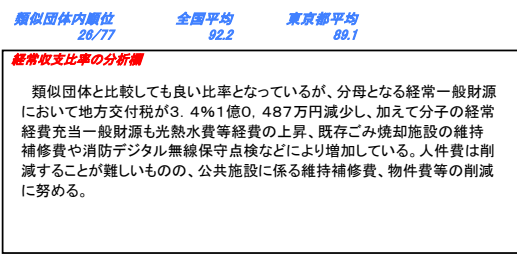 類似団体内順位 全国平均 東京都平均
26/77 92.2 89.1
経常収支比率の分析欄
類似団体と比較しても良い比率となっているが、分母となる経常一般財源
において地方交付税が3．4％1億0，487万円減少し、加えて分子の経常
経費充当一般財源も光熱水費等経費の上昇、既存ごみ焼却施設の維持
補修費や消防デジタル無線保守点検などにより増加している。人件費は削
減することが難しいものの、公共施設に係る維持補修費、物件費等の削減
に努める。